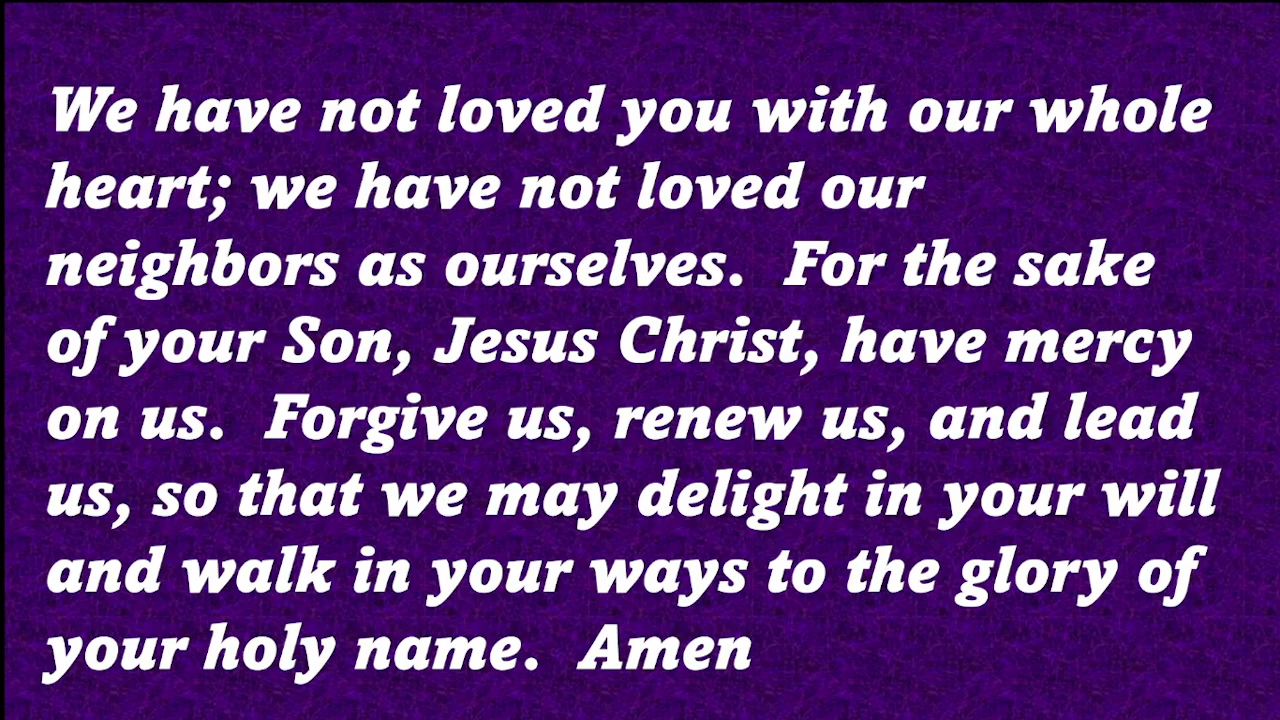 We have not loved you with our whole
heart; we have not loved our
neighbors as ourselves.  For the sake
of your Son, Jesus Christ, have mercy
on us.  Forgive us, renew us, and lead
us, so that we may delight in your will
and walk in your ways to the glory of
your holy name.  Amen